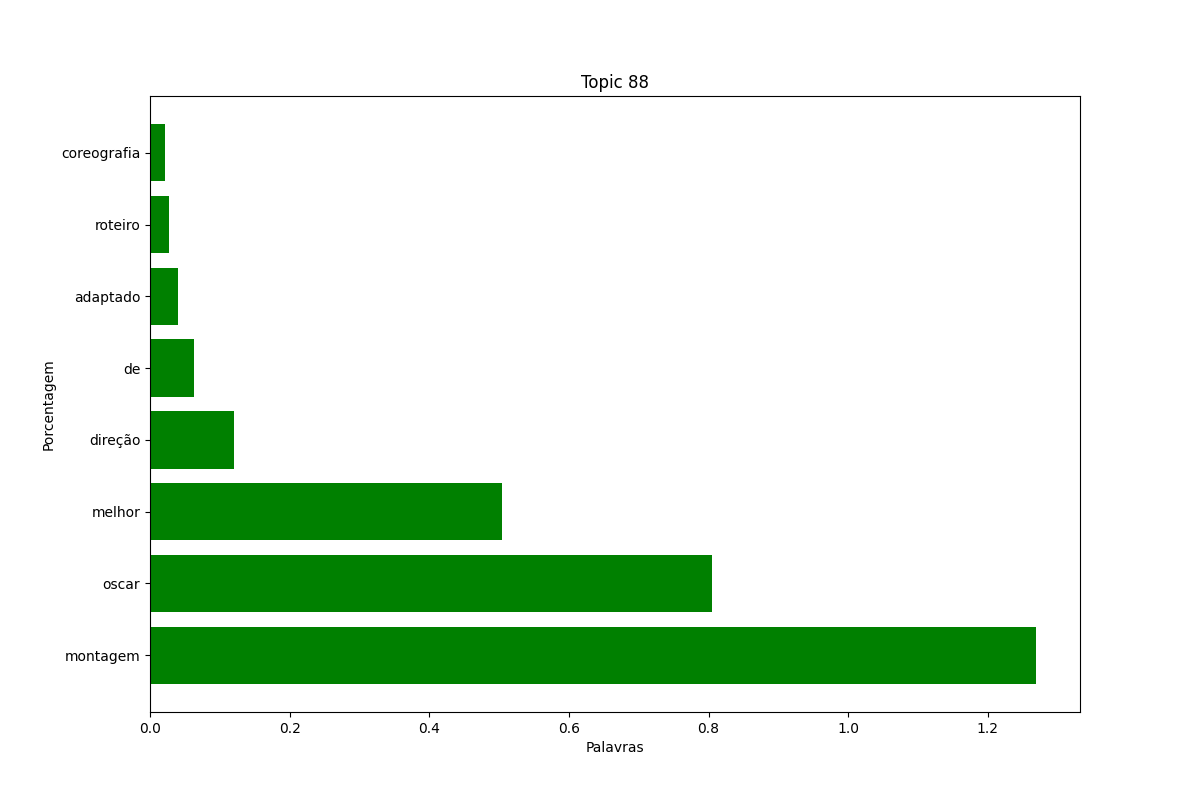 Topic 88
coreografia
roteiro
adaptado
de
direção
melhor
oscar
montagem
Porcentagem
0.0 0.2 0.4 0.6 0.8 1.0 1.2
Palavras